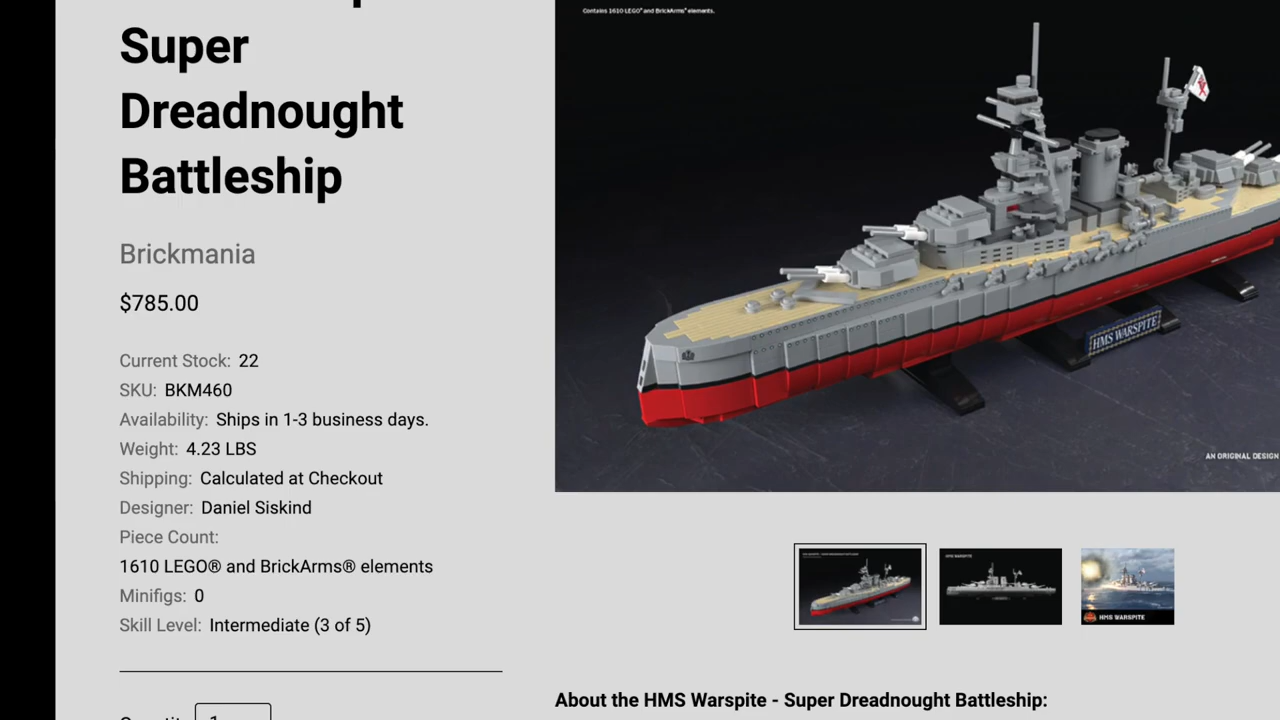 Super
Dreadnought
Battleship
Brickmania
$785.00
Current Stock: 22
SKU: BKM460
Availability: Ships in 1-3 business days.
Weight: 4.23 LBS
Shipping: Calculated at Checkout
Designer: Daniel Siskind
Piece Count:
1610 LEGO® and BrickArms® elements
Minifigs: 0
Skill Level: Intermediate (3 of 5)
Contains 1610 LEGO® and BrickArms® elements.
HMS WARSPITE
AN ORIGINAL DESIGN
HMS WARSPITE
HMS WARSPITE
About the HMS Warspite - Super Dreadnought Battleship: